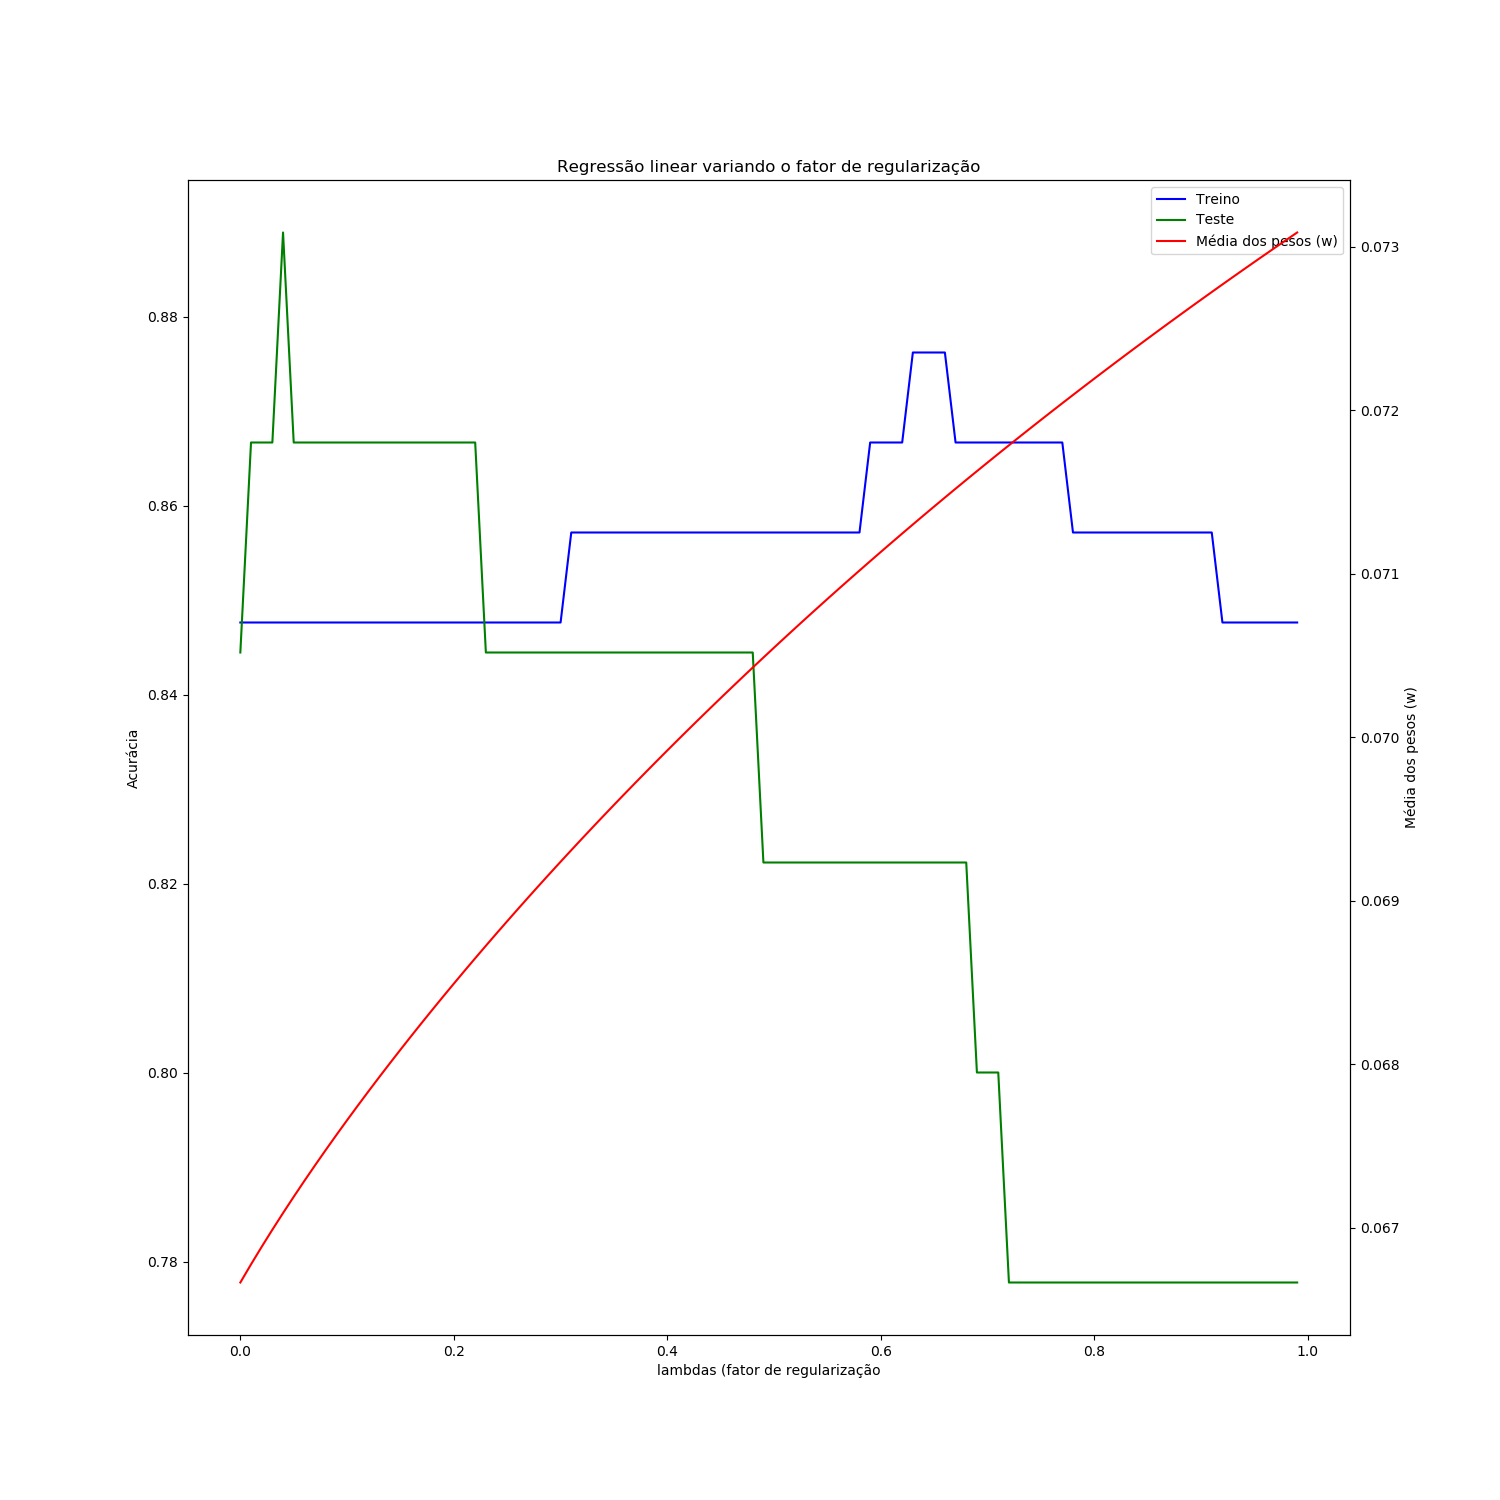 Regressão linear variando o fator de regularização
Treino
Teste
Média dos pesos (w)
0.88
0.86
0.84
0.82
0.80
0.78
Acurácia
0.073
0.072
0.071
0.070
0.069
0.068
0.067
Média dos pesos (w)
0.0 0.2 0.4 0.6 0.8 1.0
lambdas (fator de regularização